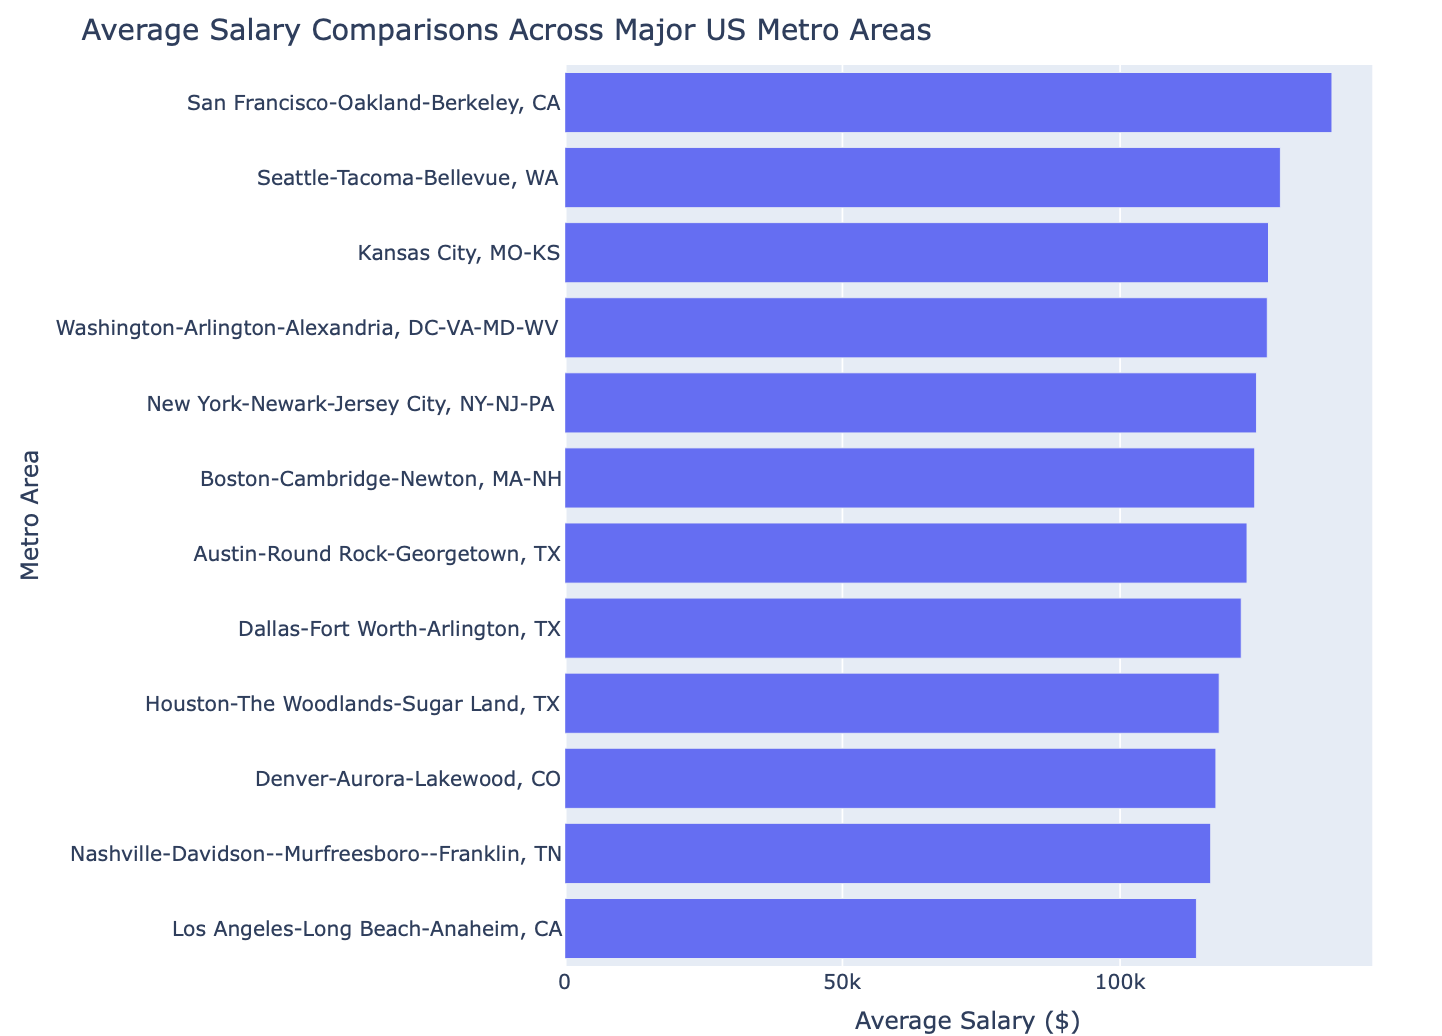 Average Salary Comparisons Across Major US Metro Areas
San Francisco-Oakland-Berkeley, CA
Seattle-Tacoma-Bellevue, WA
Kansas City, MO-KS
Washington-Arlington-Alexandria, DC-VA-MD-WV
New York-Newark-Jersey City, NY-NJ-PA
Boston-Cambridge-Newton, MA-NH
Austin-Round Rock-Georgetown, TX
Dallas-Fort Worth-Arlington, TX
Houston-The Woodlands-Sugar Land, TX
Denver-Aurora-Lakewood, CO
Nashville-Davidson--Murfreesboro--Franklin, TN
Los Angeles-Long Beach-Anaheim, CA
Metro Area
0 50k 100k
Average Salary ($)